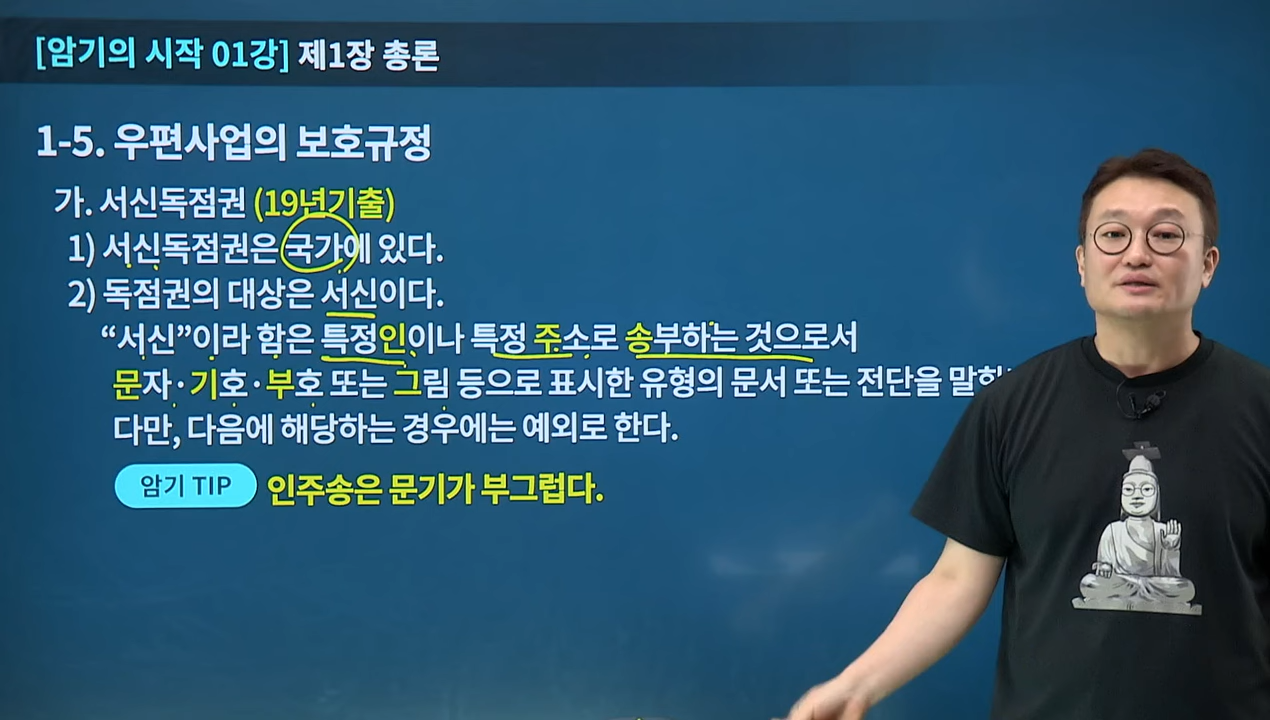 [암기의 시작 01강] 제1장 총론
1-5. 우편사업의 보호규정
가. 서신독점권 (19년기출)
1) 서신독점권은 국가에 있다.
2) 독점권의 대상은 서신이다.
“서신”이라 함은 특정인이나 특정 주소로 송부하는 것으로서
문자·기호·부호 또는 그림 등으로 표시한 유형의 문서 또는 전단을
다만, 다음에 해당하는 경우에는 예외로 한다.
암기 TIP 인주송은 문기가 부그럽다.